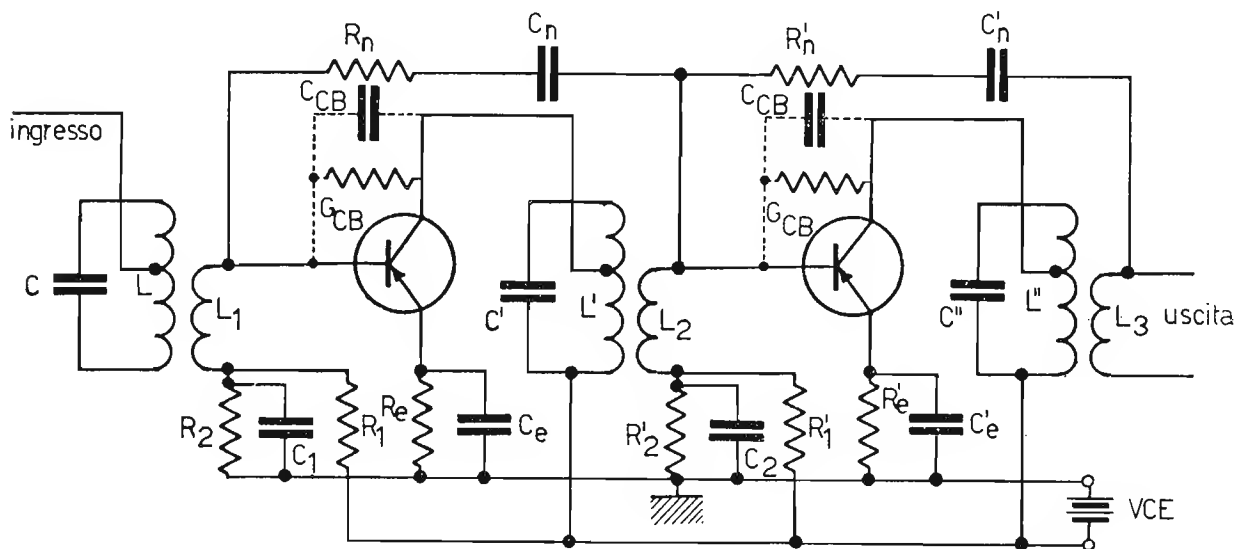 Rn
Cn
R'n
C'n
CCB
CCB
ingresso
GCB
GCB
C
L
L1
C'
L'
L2
C"
L"
L3
uscita
R2
C1
R1
Re
Ce
R'2
C2
R'1
R'e
C'e
VCE